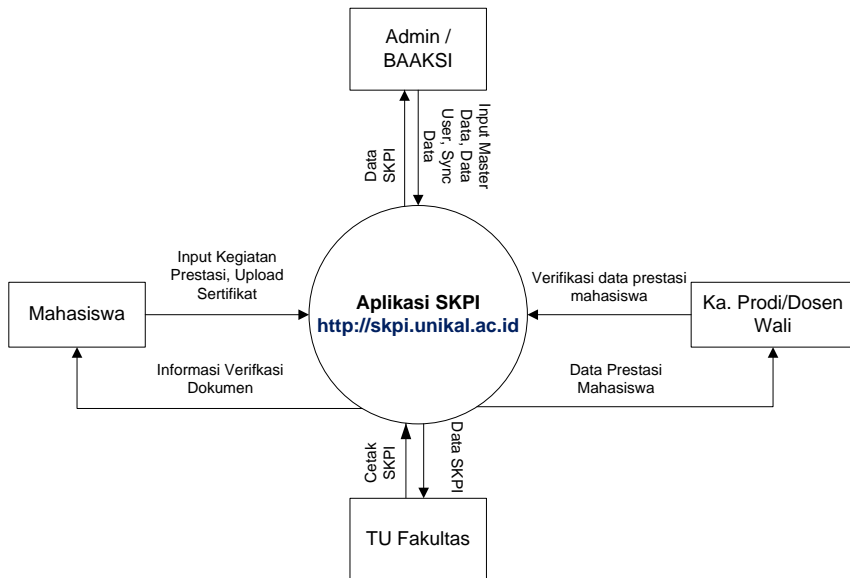 Admin /
BAAKSI
Data
SKPI
Input Master
Data, Data
User, Sync
Data
Input Kegiatan
Prestasi, Upload
Sertifikat
Verifikasi data prestasi
mahasiswa
Mahasiswa
Aplikasi SKPI
http://skpi.unikal.ac.id
Ka. Prodi/Dosen
Wali
Informasi Verifkasi
Dokumen
Data Prestasi
Mahasiswa
Cetak
SKPI
Data SKPI
TU Fakultas